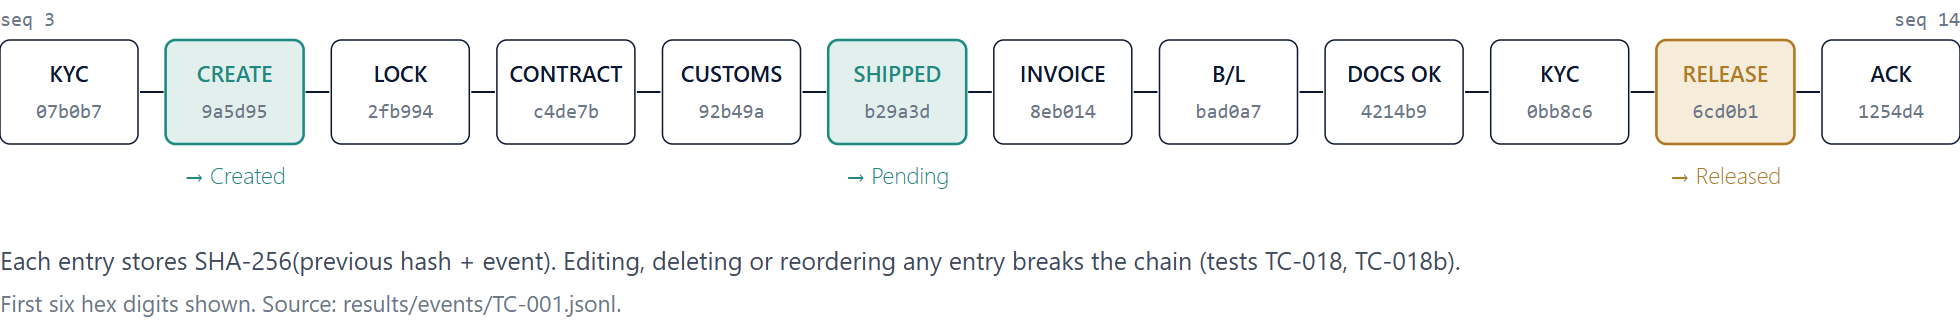 seq 3 seq 14
KYC CREATE LOCK CONTRACT CUSTOMS SHIPPED INVOICE B/L DOCS OK KYC RELEASE ACK
07b0b7 9a5d95 2fb994 c4de7b 92b49a b29a3d 8eb014 bad0a7 4214b9 0bb8c6 6cd0b1 1254d4
→ Created → Pending → Released
Each entry stores SHA-256(previous hash + event). Editing, deleting or reordering any entry breaks the chain (tests TC-018, TC-018b).
First six hex digits shown. Source: results/events/TC-001.jsonl.